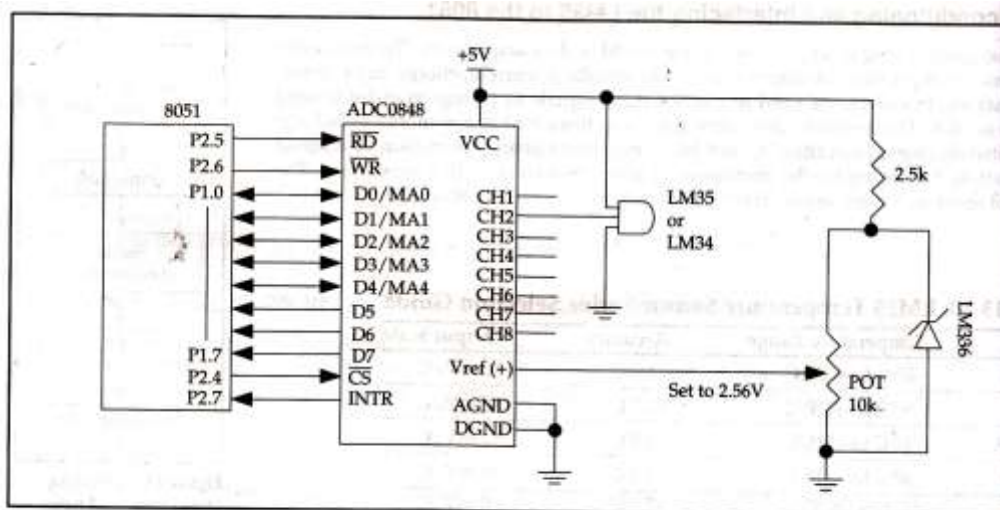 +5V
8051
ADC0848
P2.5
P2.6
P1.0
P1.7
P2.4
P2.7
RD
WR
D0/MA0
D1/MA1
D2/MA2
D3/MA3
D4/MA4
D5
D6
D7
CS
INTR
VCC
CH1
CH2
CH3
CH4
CH5
CH6
CH7
CH8
Vref (+)
AGND
DGND
LM35
or
LM34
2.5k
Set to 2.56V
POT
10k
LM336